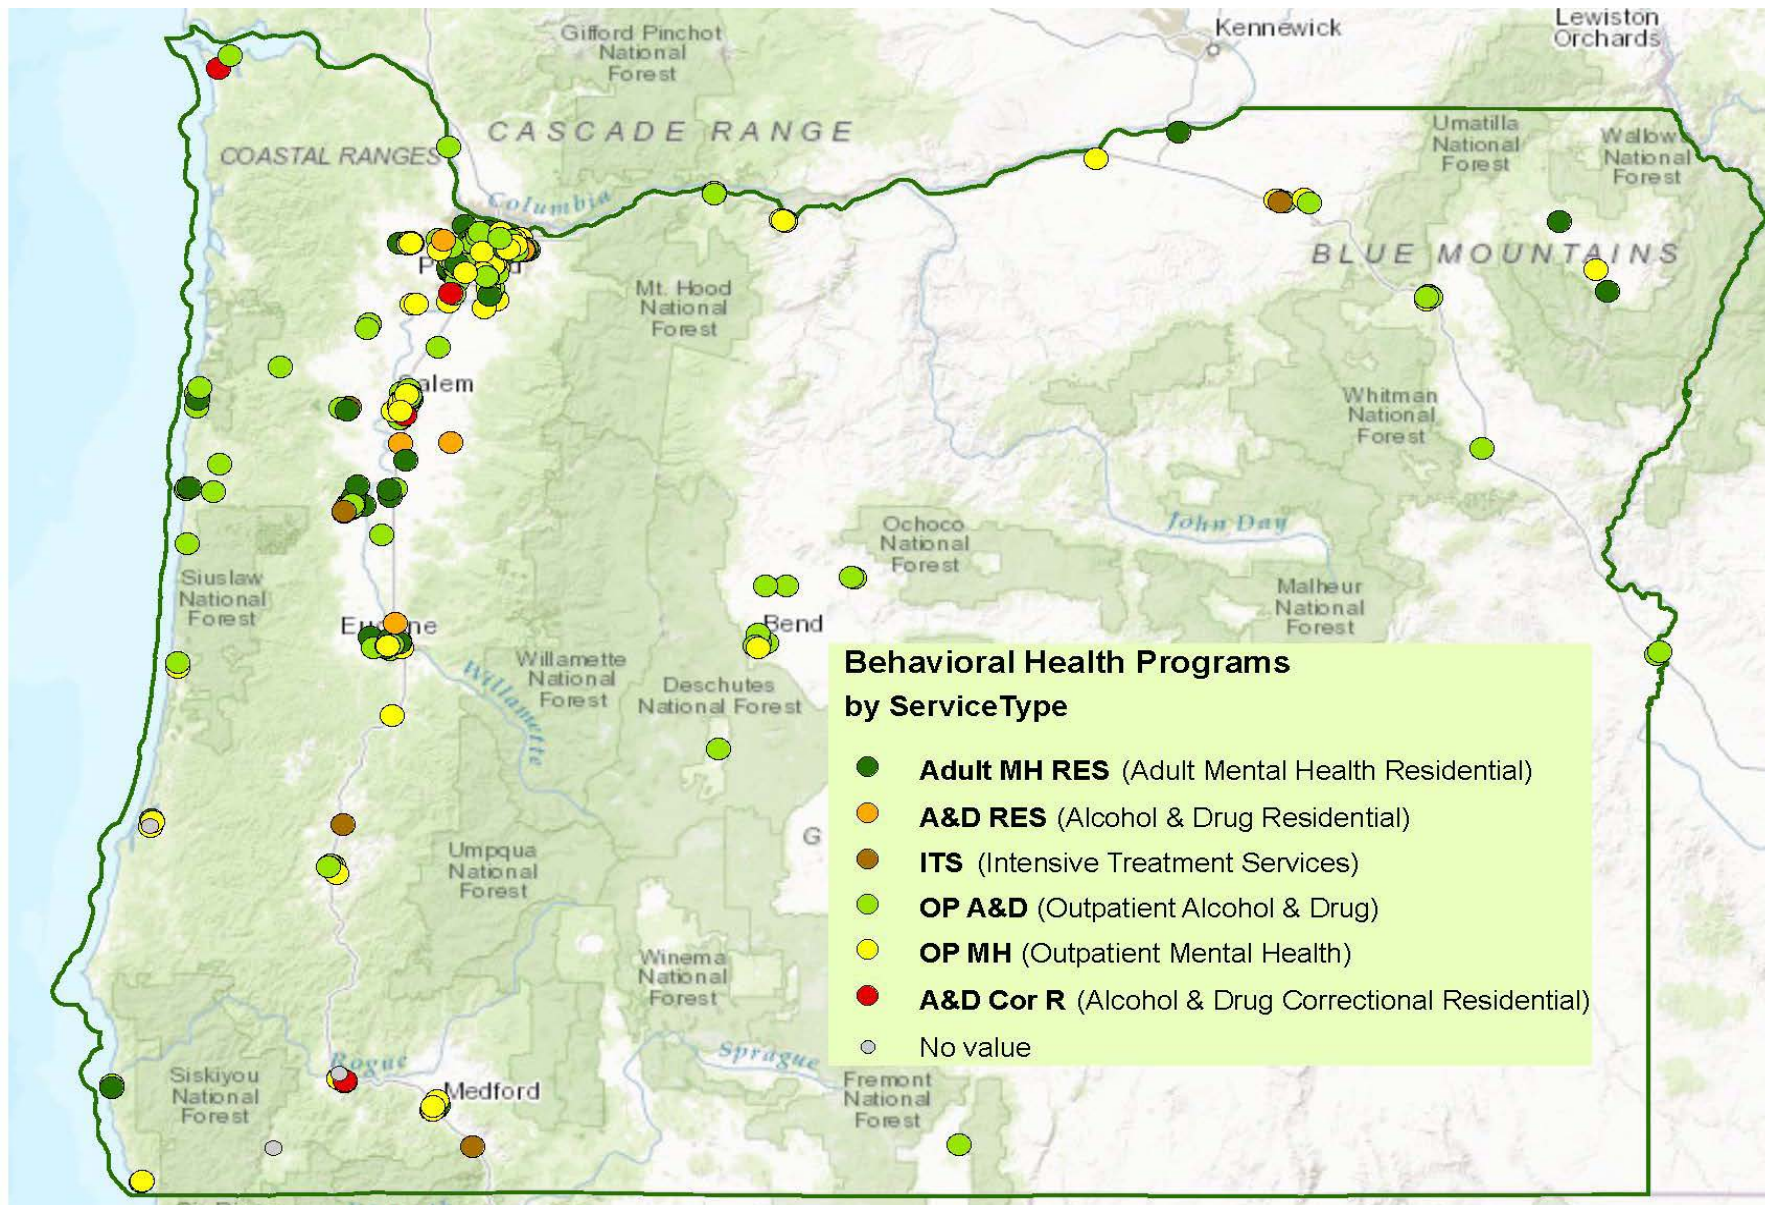 Gifford Pinchot
National
Forest
Kennewick
Lewiston
Orchards
CASCADE RANGE
COASTAL RANGES
Umatilla
National
Forest
Wallow
National
Forest
Columbia
BLUE MOUNTAINS
Mt. Hood
National
Forest
Salem
Whitman
National
Forest
Ochoco
National
Forest
John Day
Siuslaw
National
Forest
Malheur
National
Forest
Eugene
Bend
Willamette
National
Forest
Willamette
Deschutes
National Forest
Behavioral Health Programs
by ServiceType
Adult MH RES (Adult Mental Health Residential)
A&D RES (Alcohol & Drug Residential)
ITS (Intensive Treatment Services)
OP A&D (Outpatient Alcohol & Drug)
OP MH (Outpatient Mental Health)
A&D Cor R (Alcohol & Drug Correctional Residential)
No value
G
Umpqua
National
Forest
Winema
National
Forest
Rogue
Sprague
Siskiyou
National
Forest
Medford
Fremont
National
Forest